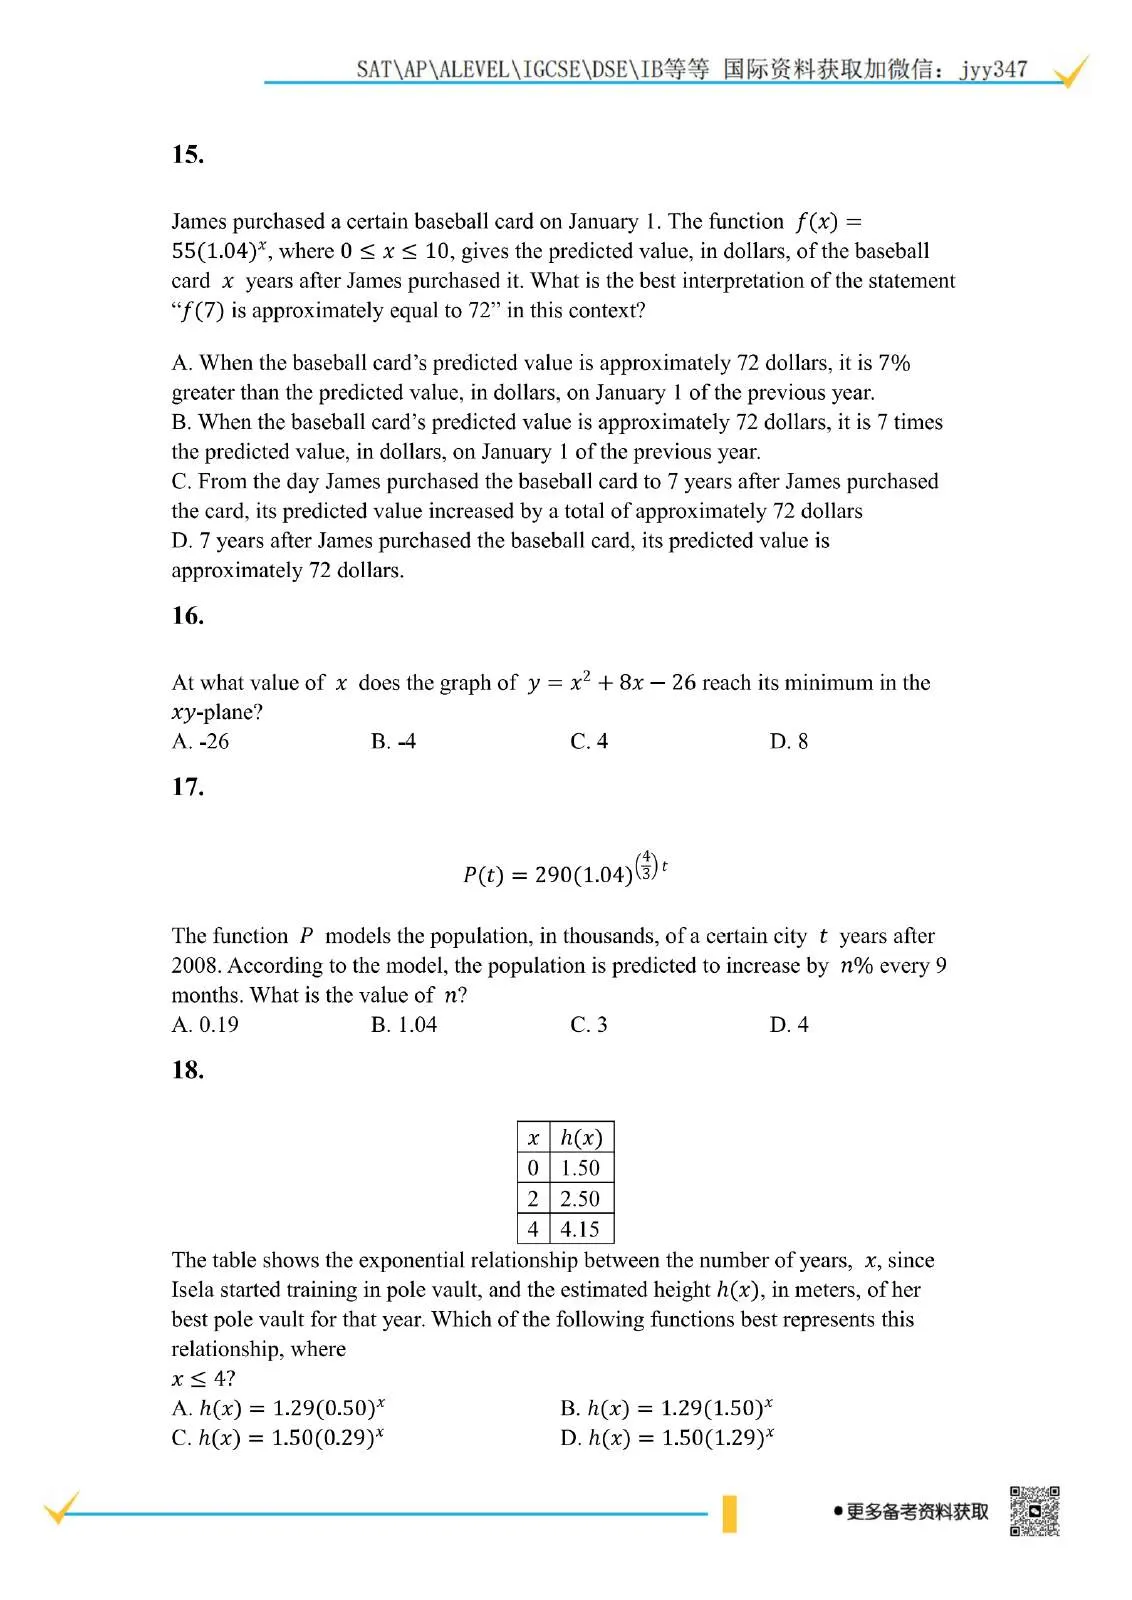 SAT\AP\ALEVEL\IGCSE\DSE\IB等等 国际资料获取加微信：jyy347
15.
James purchased a certain baseball card on January 1. The function f(x) =
55(1.04)^x, where 0 ≤ x ≤ 10, gives the predicted value, in dollars, of the baseball
card x years after James purchased it. What is the best interpretation of the statement
“f(7) is approximately equal to 72” in this context?
A. When the baseball card’s predicted value is approximately 72 dollars, it is 7%
greater than the predicted value, in dollars, on January 1 of the previous year.
B. When the baseball card’s predicted value is approximately 72 dollars, it is 7 times
the predicted value, in dollars, on January 1 of the previous year.
C. From the day James purchased the baseball card to 7 years after James purchased
the card, its predicted value increased by a total of approximately 72 dollars
D. 7 years after James purchased the baseball card, its predicted value is
approximately 72 dollars.
16.
At what value of x does the graph of y = x² + 8x − 26 reach its minimum in the
xy-plane?
A. -26 B. -4 C. 4 D. 8
17.
P(t) = 290(1.04)^(4/3)t
The function P models the population, in thousands, of a certain city t years after
2008. According to the model, the population is predicted to increase by n% every 9
months. What is the value of n?
A. 0.19 B. 1.04 C. 3 D. 4
18.
x h(x)
0 1.50
2 2.50
4 4.15
The table shows the exponential relationship between the number of years, x, since
Isela started training in pole vault, and the estimated height h(x), in meters, of her
best pole vault for that year. Which of the following functions best represents this
relationship, where
x ≤ 4?
A. h(x) = 1.29(0.50)^x B. h(x) = 1.29(1.50)^x
C. h(x) = 1.50(0.29)^x D. h(x) = 1.50(1.29)^x
•更多备考资料获取